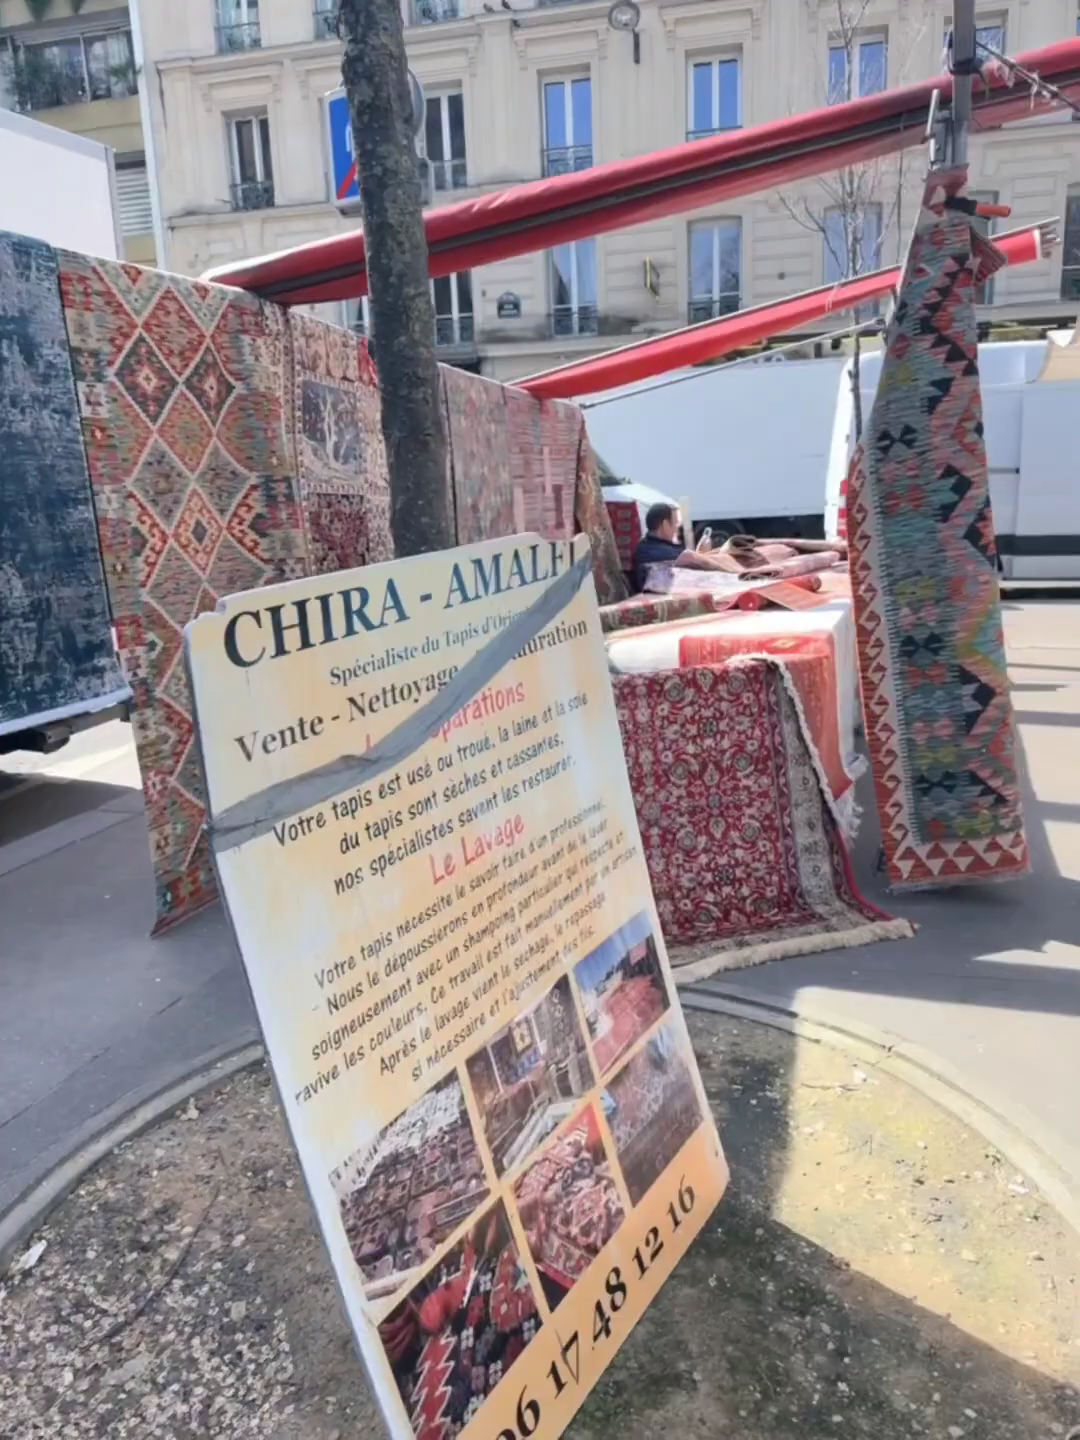 CHIRA - AMALFI
Spécialiste du Tapis d'Orient
Vente - Nettoyage
Votre tapis est usé ou troué, la laine et la soie
du tapis sont sèches et cassantes,
nos spécialistes savent les restaurer.
Le Lavage
Votre tapis nécessite le savoir faire d'un professionnel.
- Nous le dépoussièrons en profondeur avant de le laver
soigneusement avec un shampoing particulier qui respecte et
ravive les couleurs. Ce travail est fait manuellement par un artisan
Après le lavage vient le séchage, le repassage
si nécessaire et l'ajustement des fils.
06 17 48 12 16